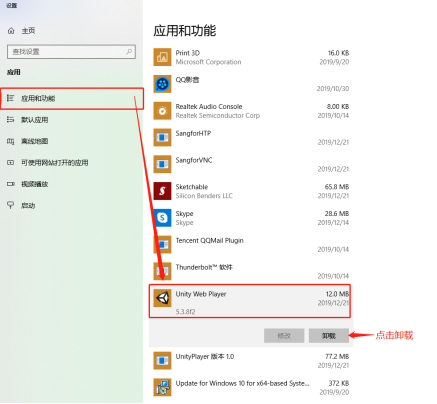 设置
主页
查找设置
应用
应用和功能
默认应用
离线地图
可使用网站打开的应用
视频播放
启动
应用和功能
Print 3D 16.0 KB
Microsoft Corporation 2019/9/20
QQ影音
2019/10/30
Realtek Audio Console 8.00 KB
Realtek Semiconductor Corp 2019/10/14
SangforHTP
2019/12/21
SangforVNC
2019/12/21
Sketchable 65.8 MB
Silicon Benders LLC 2019/12/21
Skype 28.6 MB
Skype 2019/12/14
Tencent QQMail Plugin
2019/10/14
Thunderbolt™ 软件
2019/10/14
Unity Web Player 12.0 MB
2019/12/21
5.3.8f2
修改 卸载 点击卸载
UnityPlayer 版本 1.0 77.2 MB
2019/12/21
Update for Windows 10 for x64-based Syste... 372 KB
2019/9/20